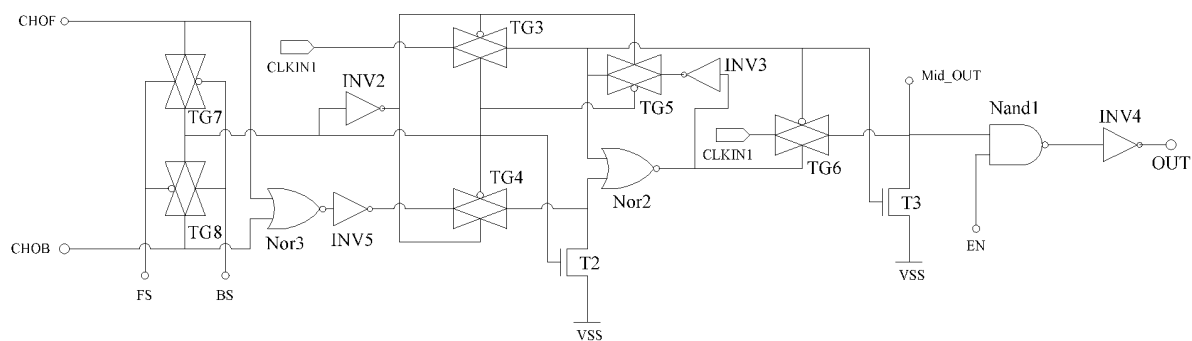 CHOF
TG3
CLKIN1
INV2
INV3
TG5
Mid_OUT
TG7
Nand1
INV4
CLKIN1
OUT
TG6
TG4
Nor2
TG8
T3
Nor3
INV5
CHOB
T2
EN
VSS
FS
BS
VSS